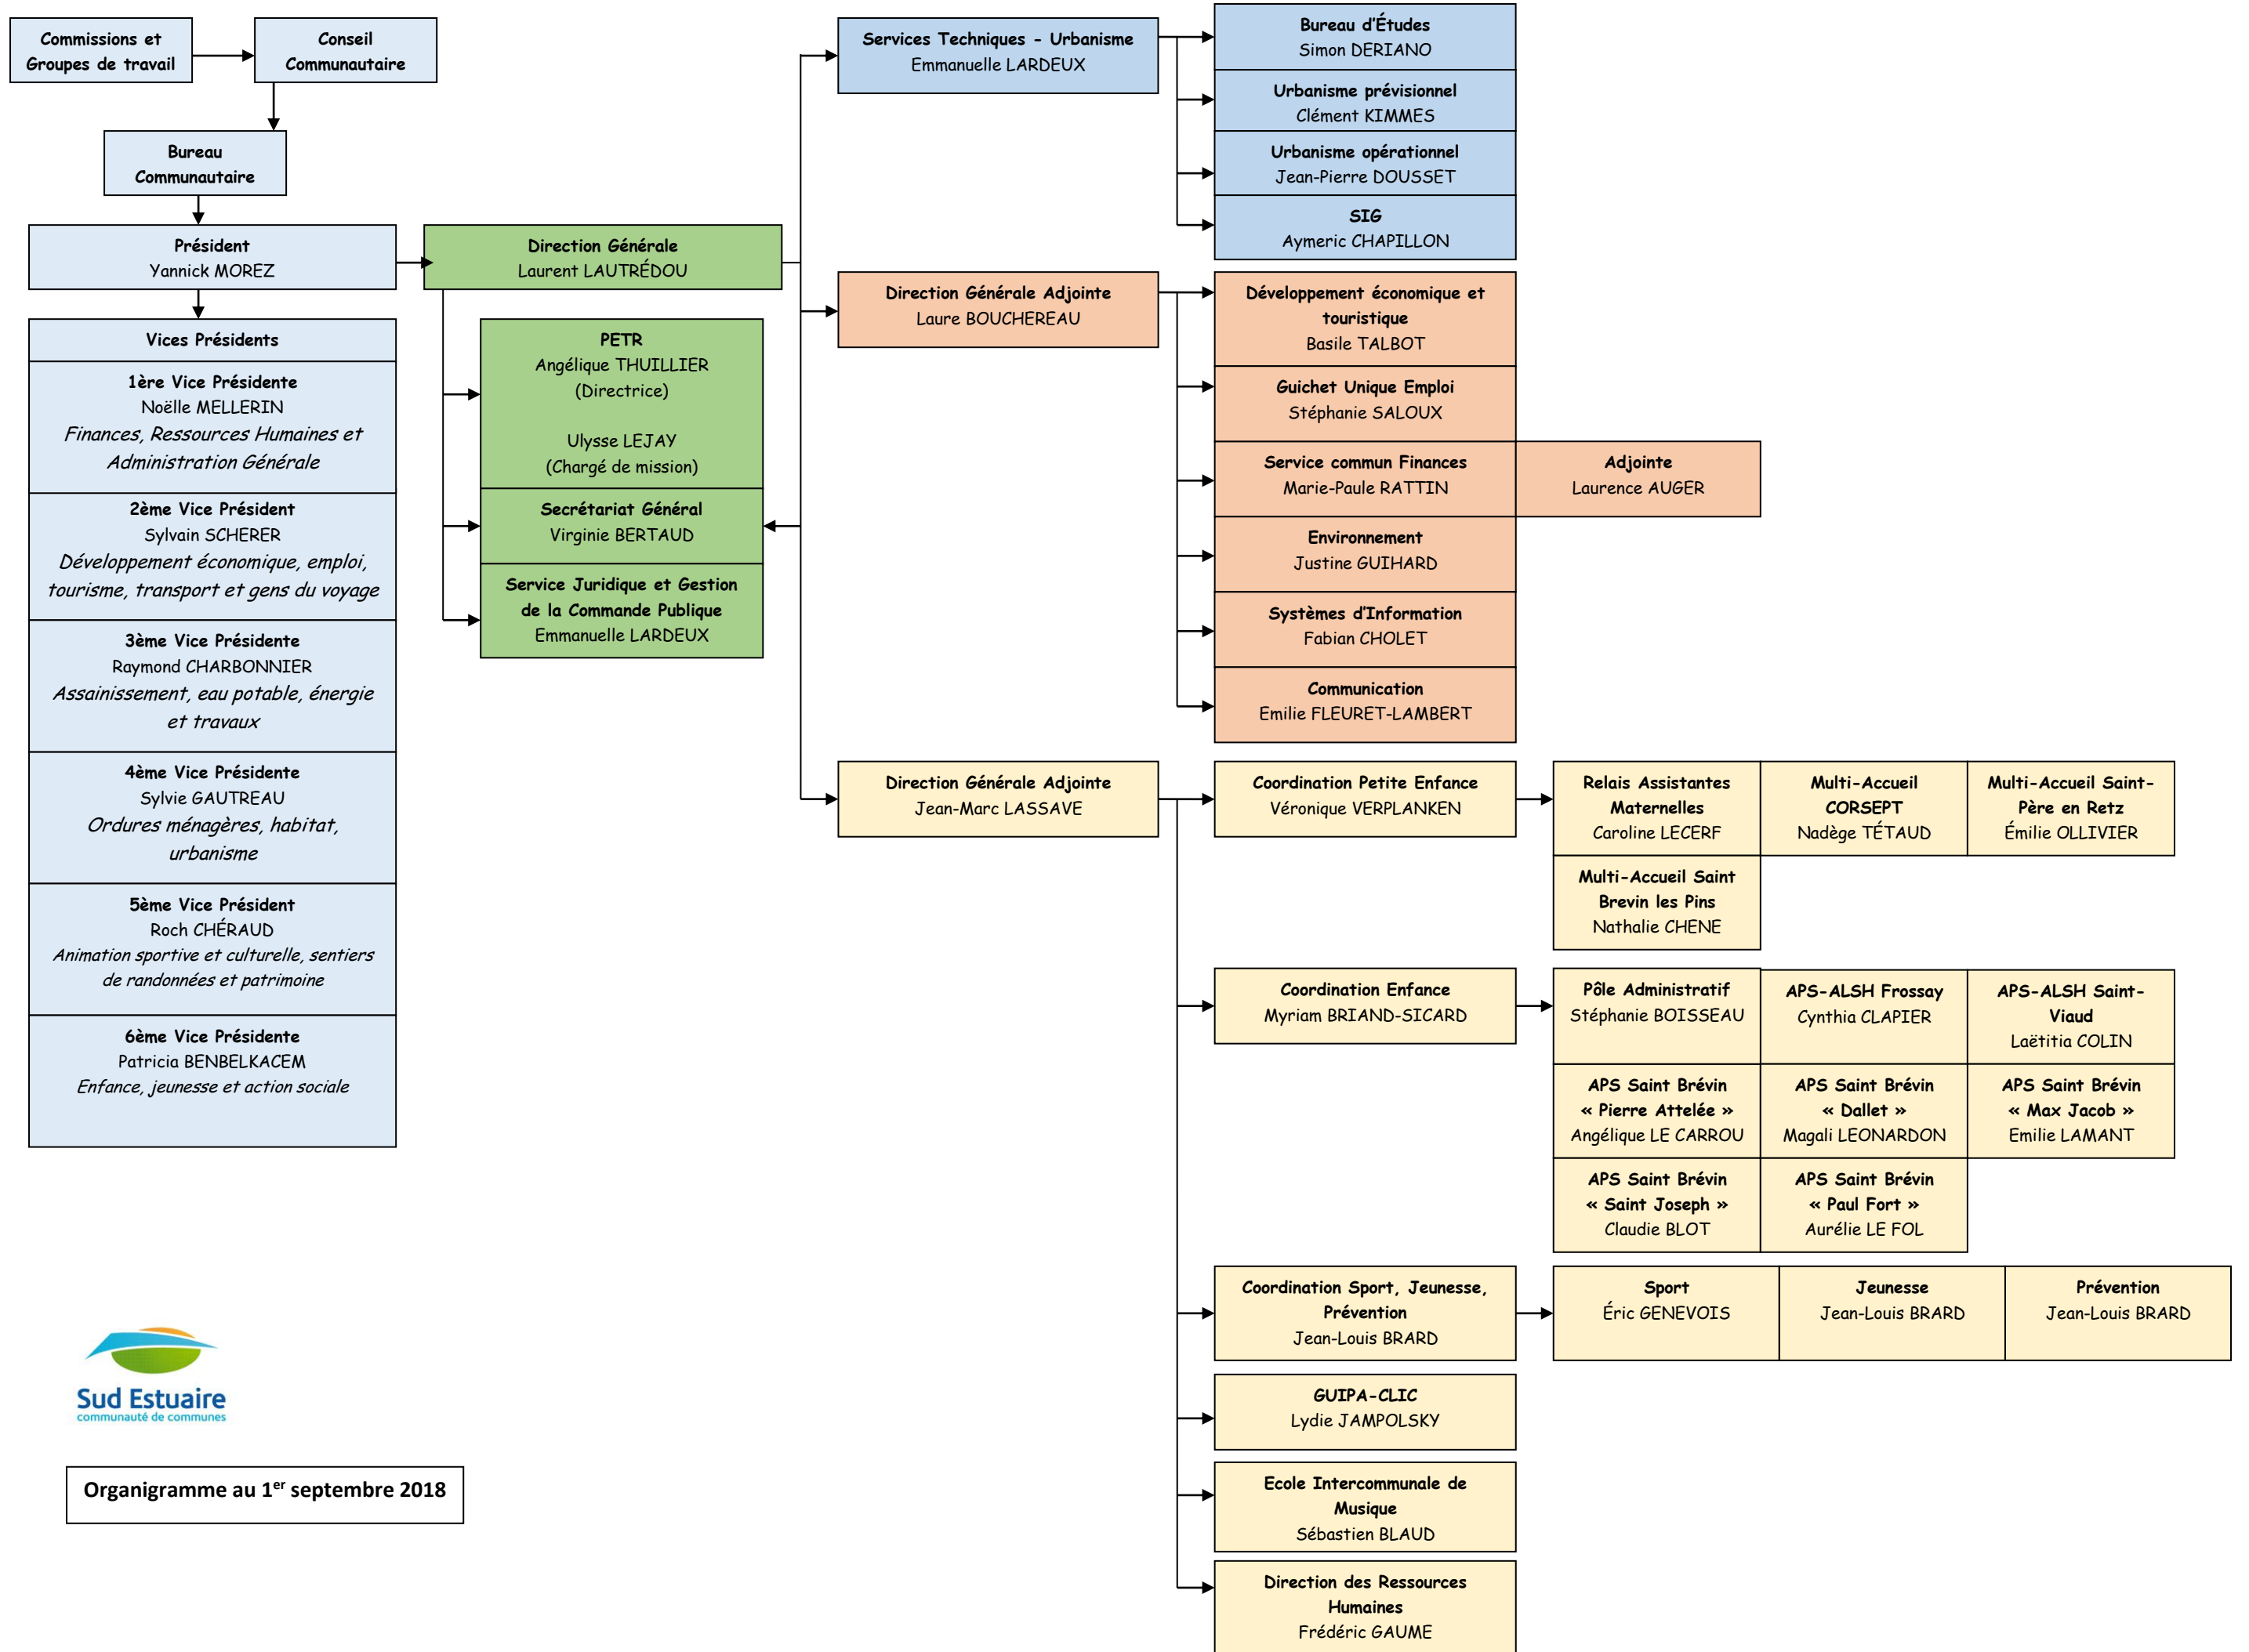 Commissions et
Groupes de travail
Conseil
Communautaire
Bureau
Communautaire
Président
Yannick MOREZ
Vices Présidents
1ère Vice Présidente
Noëlle MELLERIN
Finances, Ressources Humaines et
Administration Générale
2ème Vice Président
Sylvain SCHERER
Développement économique, emploi,
tourisme, transport et gens du voyage
3ème Vice Présidente
Raymond CHARBONNIER
Assainissement, eau potable, énergie
et travaux
4ème Vice Présidente
Sylvie GAUTREAU
Ordures ménagères, habitat,
urbanisme
5ème Vice Président
Roch CHÉRAUD
Animation sportive et culturelle, sentiers
de randonnées et patrimoine
6ème Vice Présidente
Patricia BENBELKACEM
Enfance, jeunesse et action sociale
Direction Générale
Laurent LAUTRÉDOU
PETR
Angélique THUILLIER
(Directrice)
Ulysse LEJAY
(Chargé de mission)
Secrétariat Général
Virginie BERTAUD
Service Juridique et Gestion
de la Commande Publique
Emmanuelle LARDEUX
Services Techniques - Urbanisme
Emmanuelle LARDEUX
Bureau d'Études
Simon DERIANO
Urbanisme prévisionnel
Clément KIMMES
Urbanisme opérationnel
Jean-Pierre DOUSSET
SIG
Aymeric CHAPILLON
Direction Générale Adjointe
Laure BOUCHEREAU
Développement économique et
touristique
Basile TALBOT
Guichet Unique Emploi
Stéphanie SALOUX
Service commun Finances
Marie-Paule RATTIN
Adjointe
Laurence AUGER
Environnement
Justine GUIHARD
Systèmes d'Information
Fabian CHOLET
Communication
Emilie FLEURET-LAMBERT
Direction Générale Adjointe
Jean-Marc LASSAVE
Coordination Petite Enfance
Véronique VERPLANKEN
Relais Assistantes
Maternelles
Caroline LECERF
Multi-Accueil
CORSEPT
Nadège TÉTAUD
Multi-Accueil Saint-
Père en Retz
Émilie OLLIVIER
Multi-Accueil Saint
Brevin les Pins
Nathalie CHENE
Coordination Enfance
Myriam BRIAND-SICARD
Pôle Administratif
Stéphanie BOISSEAU
APS-ALSH Frossay
Cynthia CLAPIER
APS-ALSH Saint-
Viaud
Laëtitia COLIN
APS Saint Brévin
« Pierre Attelée »
Angélique LE CARROU
APS Saint Brévin
« Dallet »
Magali LEONARDON
APS Saint Brévin
« Max Jacob »
Emilie LAMANT
APS Saint Brévin
« Saint Joseph »
Claudie BLOT
APS Saint Brévin
« Paul Fort »
Aurélie LE FOL
Coordination Sport, Jeunesse,
Prévention
Jean-Louis BRARD
Sport
Éric GENEVOIS
Jeunesse
Jean-Louis BRARD
Prévention
Jean-Louis BRARD
GUIPA-CLIC
Lydie JAMPOLSKY
Ecole Intercommunale de
Musique
Sébastien BLAUD
Direction des Ressources
Humaines
Frédéric GAUME
Sud Estuaire
communauté de communes
Organigramme au 1er septembre 2018